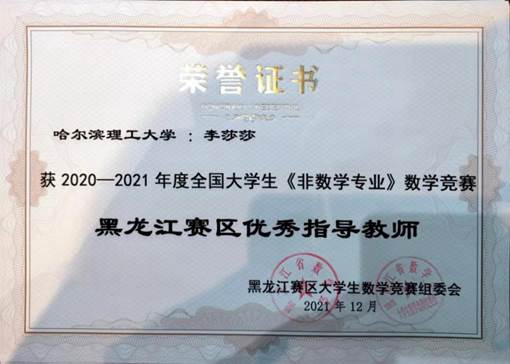 荣誉证书
哈尔滨理工大学 : 李莎莎
获 2020—2021 年度全国大学生《非数学专业》数学竞赛
黑龙江赛区优秀指导教师
黑龙江赛区大学生数学竞赛组委会
2021 年 12 月